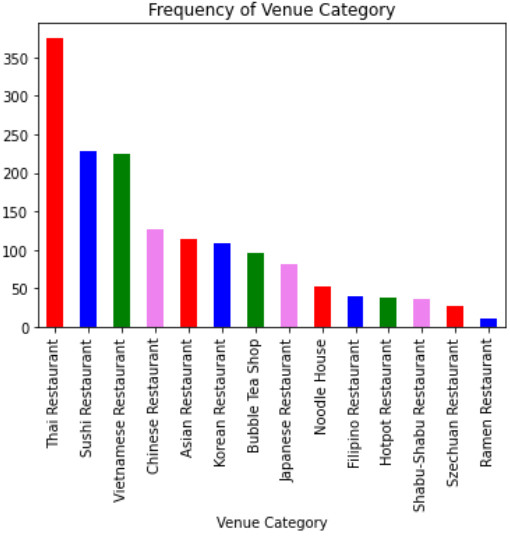 Frequency of Venue Category
350
300
250
200
150
100
50
0
Thai Restaurant
Sushi Restaurant
Vietnamese Restaurant
Chinese Restaurant
Asian Restaurant
Korean Restaurant
Bubble Tea Shop
Japanese Restaurant
Noodle House
Filipino Restaurant
Hotpot Restaurant
Shabu-Shabu Restaurant
Szechuan Restaurant
Ramen Restaurant
Venue Category